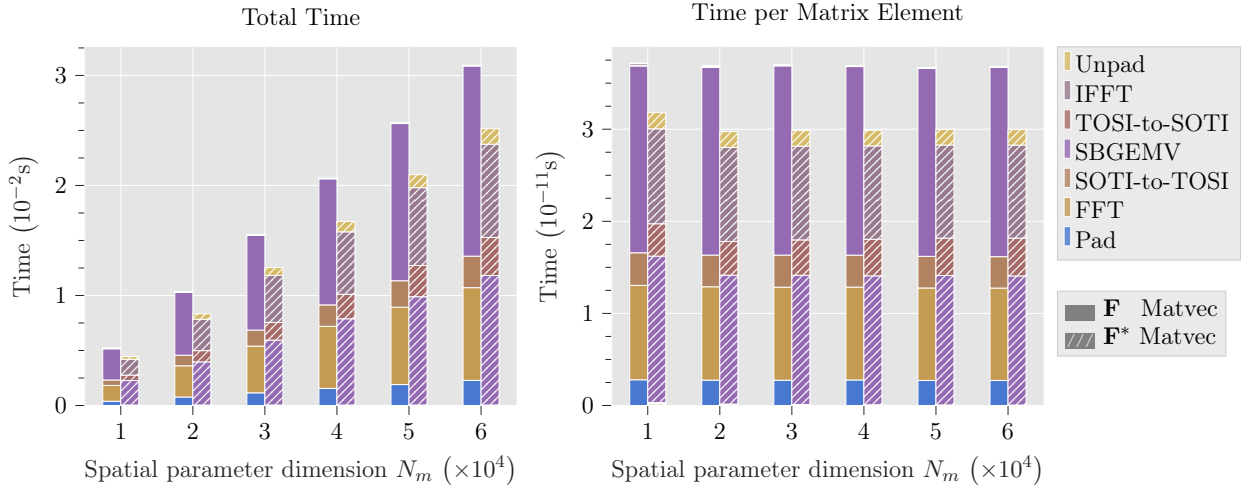 Total Time
Time (10⁻²s)
3
2
1
0
1 2 3 4 5 6
Spatial parameter dimension Nₘ (×10⁴)
Time per Matrix Element
Time (10⁻¹¹s)
3
2
1
0
1 2 3 4 5 6
Spatial parameter dimension Nₘ (×10⁴)
Unpad
IFFT
TOSI-to-SOTI
SBGEMV
SOTI-to-TOSI
FFT
Pad
F Matvec
F* Matvec